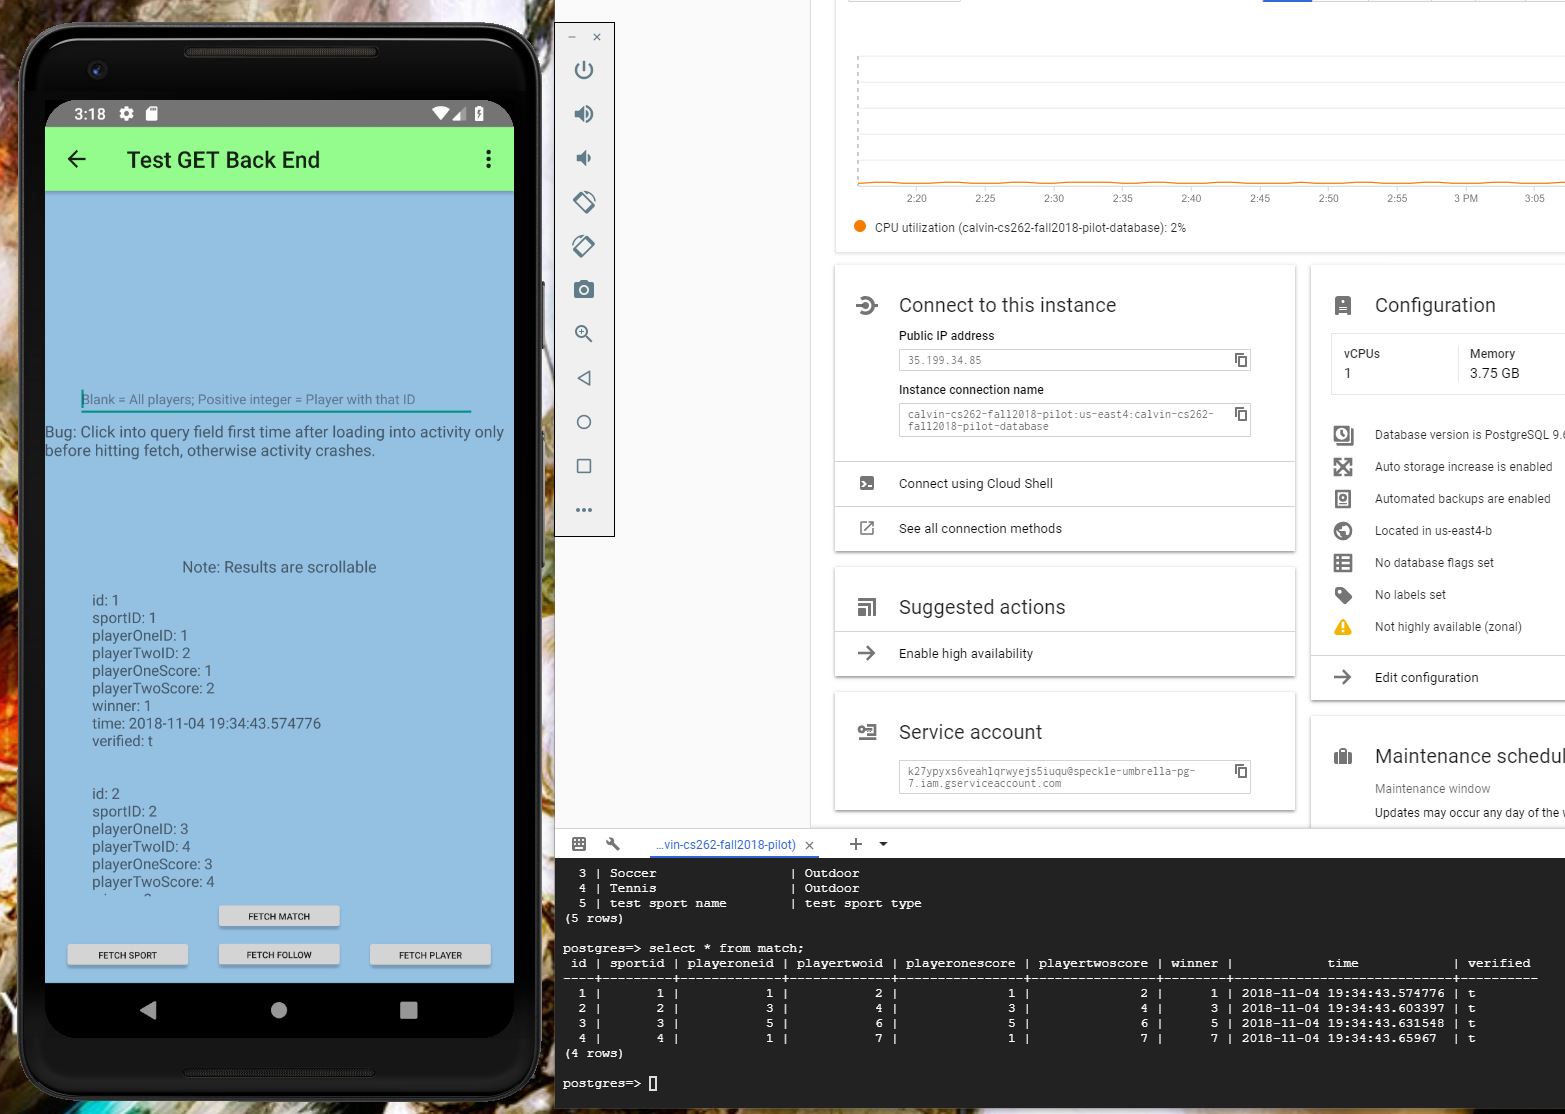 3:18
Test GET Back End
Blank = All players; Positive integer = Player with that ID
Bug: Click into query field first time after loading into activity only
before hitting fetch, otherwise activity crashes.
Note: Results are scrollable
id: 1
sportID: 1
playerOneID: 1
playerTwoID: 2
playerOneScore: 1
playerTwoScore: 2
winner: 1
time: 2018-11-04 19:34:43.574776
verified: t
id: 2
sportID: 2
playerOneID: 3
playerTwoID: 4
playerOneScore: 3
playerTwoScore: 4
FETCH MATCH
FETCH SPORT
FETCH FOLLOW
FETCH PLAYER
2:20 2:25 2:30 2:35 2:40 2:45 2:50 2:55 3 PM 3:05
CPU utilization (calvin-cs262-fall2018-pilot-database): 2%
Connect to this instance
Public IP address
35.199.34.85
Instance connection name
calvin-cs262-fall2018-pilot:us-east4:calvin-cs262-
fall2018-pilot-database
Connect using Cloud Shell
See all connection methods
Suggested actions
Enable high availability
Service account
k27ypyxs6veahlqrwyejs5iuqu@speckle-umbrella-pg-
7.iam.gserviceaccount.com
Configuration
vCPUs
1
Memory
3.75 GB
Database version is PostgreSQL 9.6
Auto storage increase is enabled
Automated backups are enabled
Located in us-east4-b
No database flags set
No labels set
Not highly available (zonal)
Edit configuration
Maintenance schedul
Maintenance window
Updates may occur any day of the
...vin-cs262-fall2018-pilot)
3 | Soccer | Outdoor
4 | Tennis | Outdoor
5 | test sport name | test sport type
(5 rows)
postgres=> select * from match;
id | sportid | playeroneid | playertwoid | playeronescore | playertwoscore | winner | time | verified
----+---------+-------------+-------------+----------------+----------------+--------+----------------------------+----------
1 | 1 | 1 | 2 | 1 | 2 | 1 | 2018-11-04 19:34:43.574776 | t
2 | 2 | 3 | 4 | 3 | 4 | 3 | 2018-11-04 19:34:43.603397 | t
3 | 3 | 5 | 6 | 5 | 6 | 5 | 2018-11-04 19:34:43.631548 | t
4 | 4 | 1 | 7 | 1 | 7 | 7 | 2018-11-04 19:34:43.65967 | t
(4 rows)
postgres=>